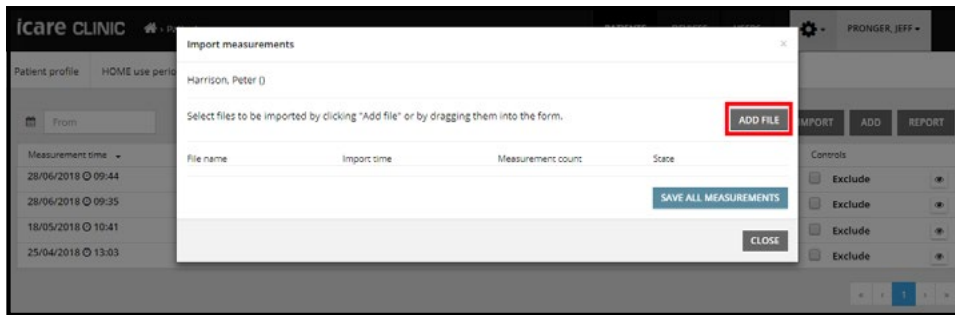 icare CLINIC
PATIENTS
USERS
PRONGER, JEFF
Import measurements
×
Patient profile HOME use perio
Harrison, Peter ()
Select files to be imported by clicking "Add file" or by dragging them into the form.
ADD FILE
From
IMPORT ADD REPORT
File name Import time Measurement count State
Measurement time
Controls
28/06/2018 09:44 Exclude
28/06/2018 09:35 Exclude
SAVE ALL MEASUREMENTS
18/05/2018 10:41 Exclude
CLOSE
25/04/2018 13:03 Exclude
« ‹ 1 › »